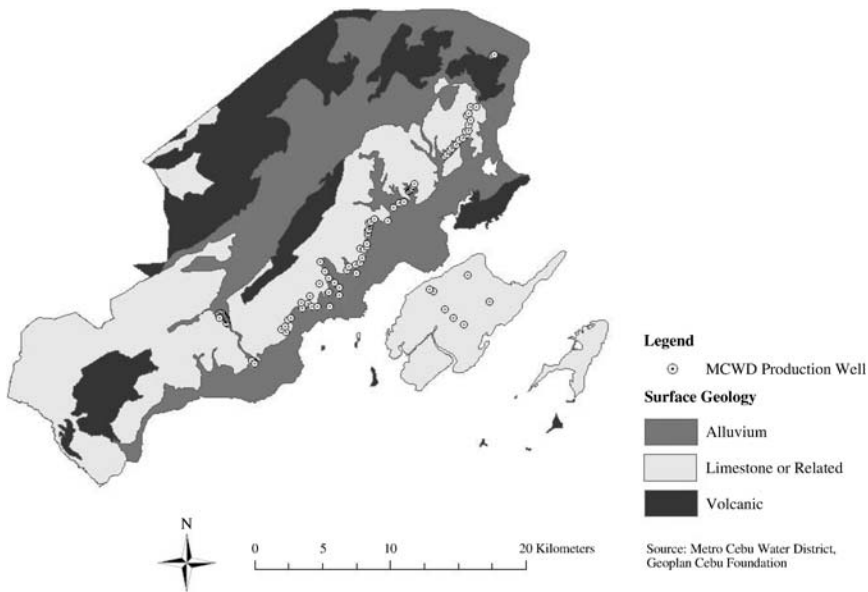 Legend
MCWD Production Well
Surface Geology
Alluvium
Limestone or Related
Volcanic
N
0 5 10 20 Kilometers
Source: Metro Cebu Water District,
Geoplan Cebu Foundation